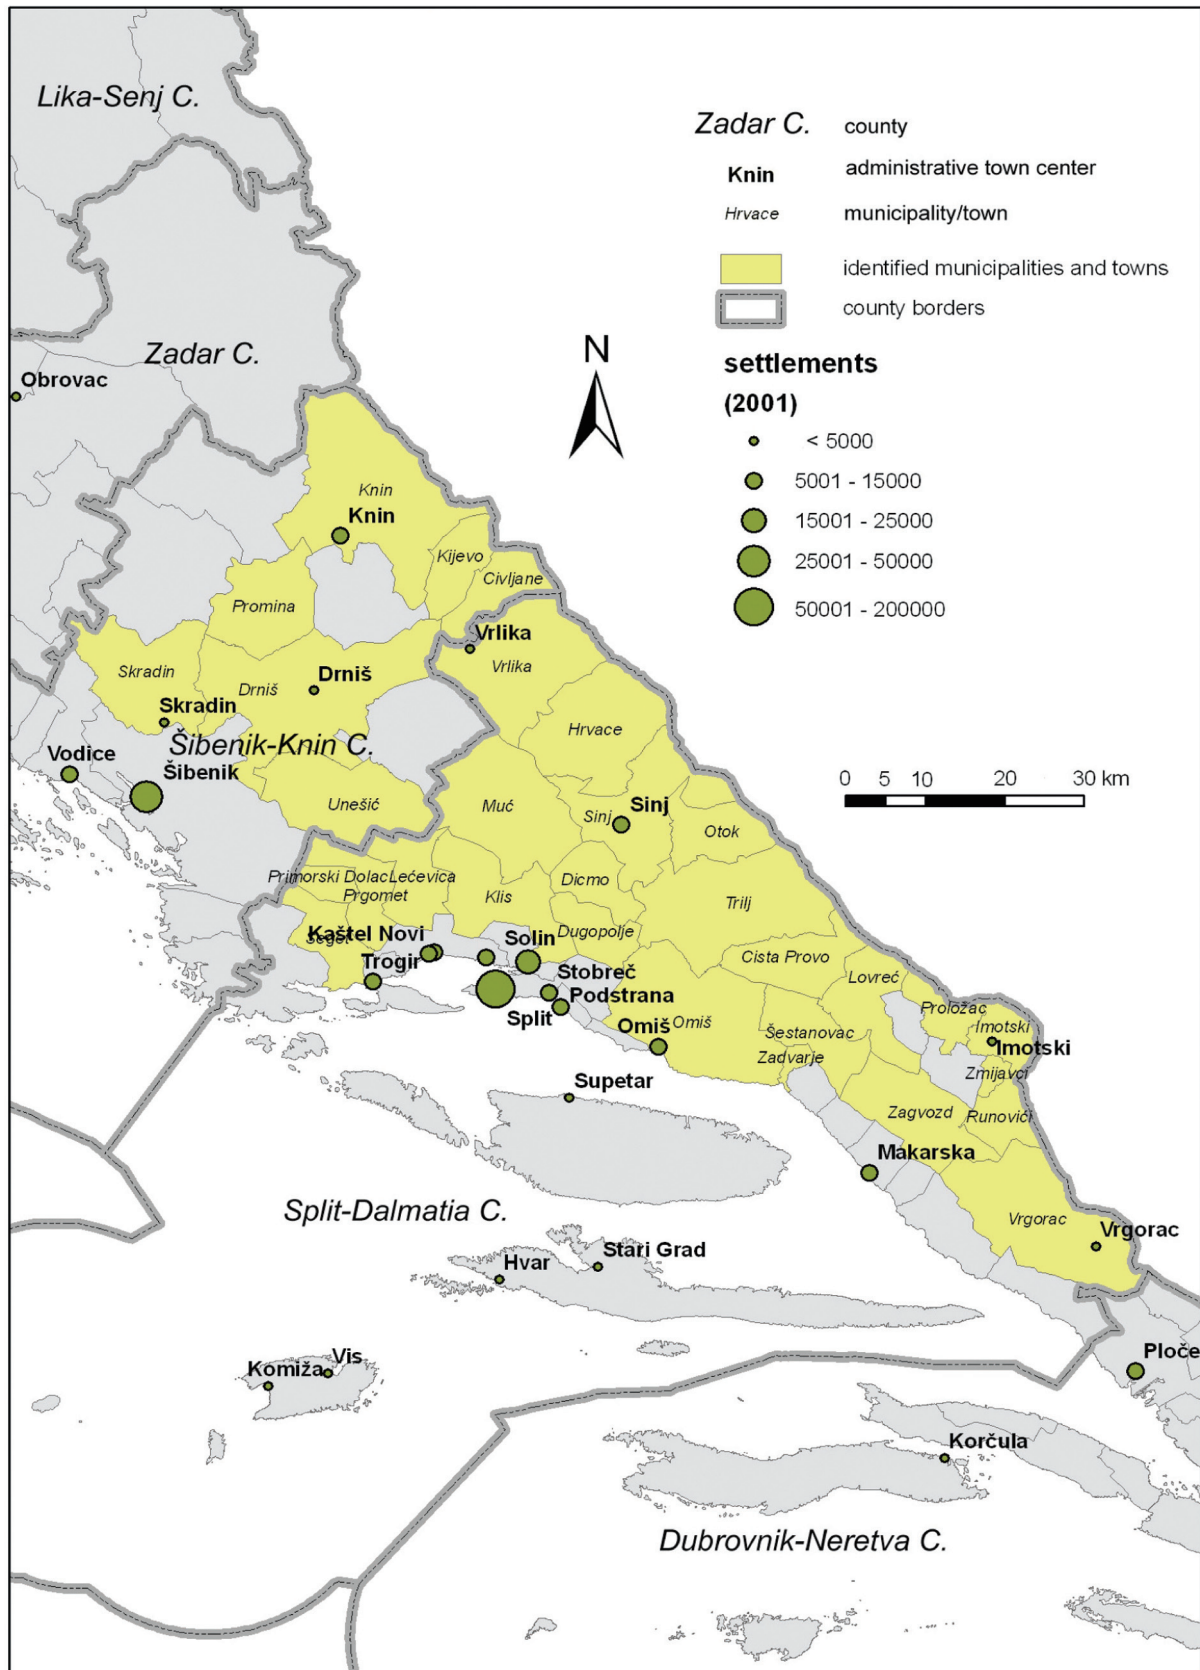 Lika-Senj C.
Zadar C. county
Knin administrative town center
Hrvace municipality/town
identified municipalities and towns
county borders
N
settlements
(2001)
< 5000
5001 - 15000
15001 - 25000
25001 - 50000
50001 - 200000
Zadar C.
Obrovac
Knin
Knin
Kijevo
Civljane
Promina
Vrlika
Vrlika
Skradin
Drniš
Drniš
Skradin
Hrvace
Šibenik-Knin C.
Vodice
Šibenik
0 5 10 20 30 km
Unešić
Muć
Sinj
Sinj
Otok
Primorski Dolac
Lećevica
Prgomet
Dicmo
Klis
Trilj
Seget
Kaštel Novi
Solin
Dugopolje
Trogir
Stobreč
Cista Provo
Lovreć
Podstrana
Split
Omiš
Omiš
Šestanovac
Proložac
Imotski
Imotski
Zadvarje
Zmijavci
Supetar
Zagvozd
Runovići
Makarska
Split-Dalmatia C.
Vrgorac
Vrgorac
Stari Grad
Hvar
Vis
Komiža
Ploče
Korčula
Dubrovnik-Neretva C.